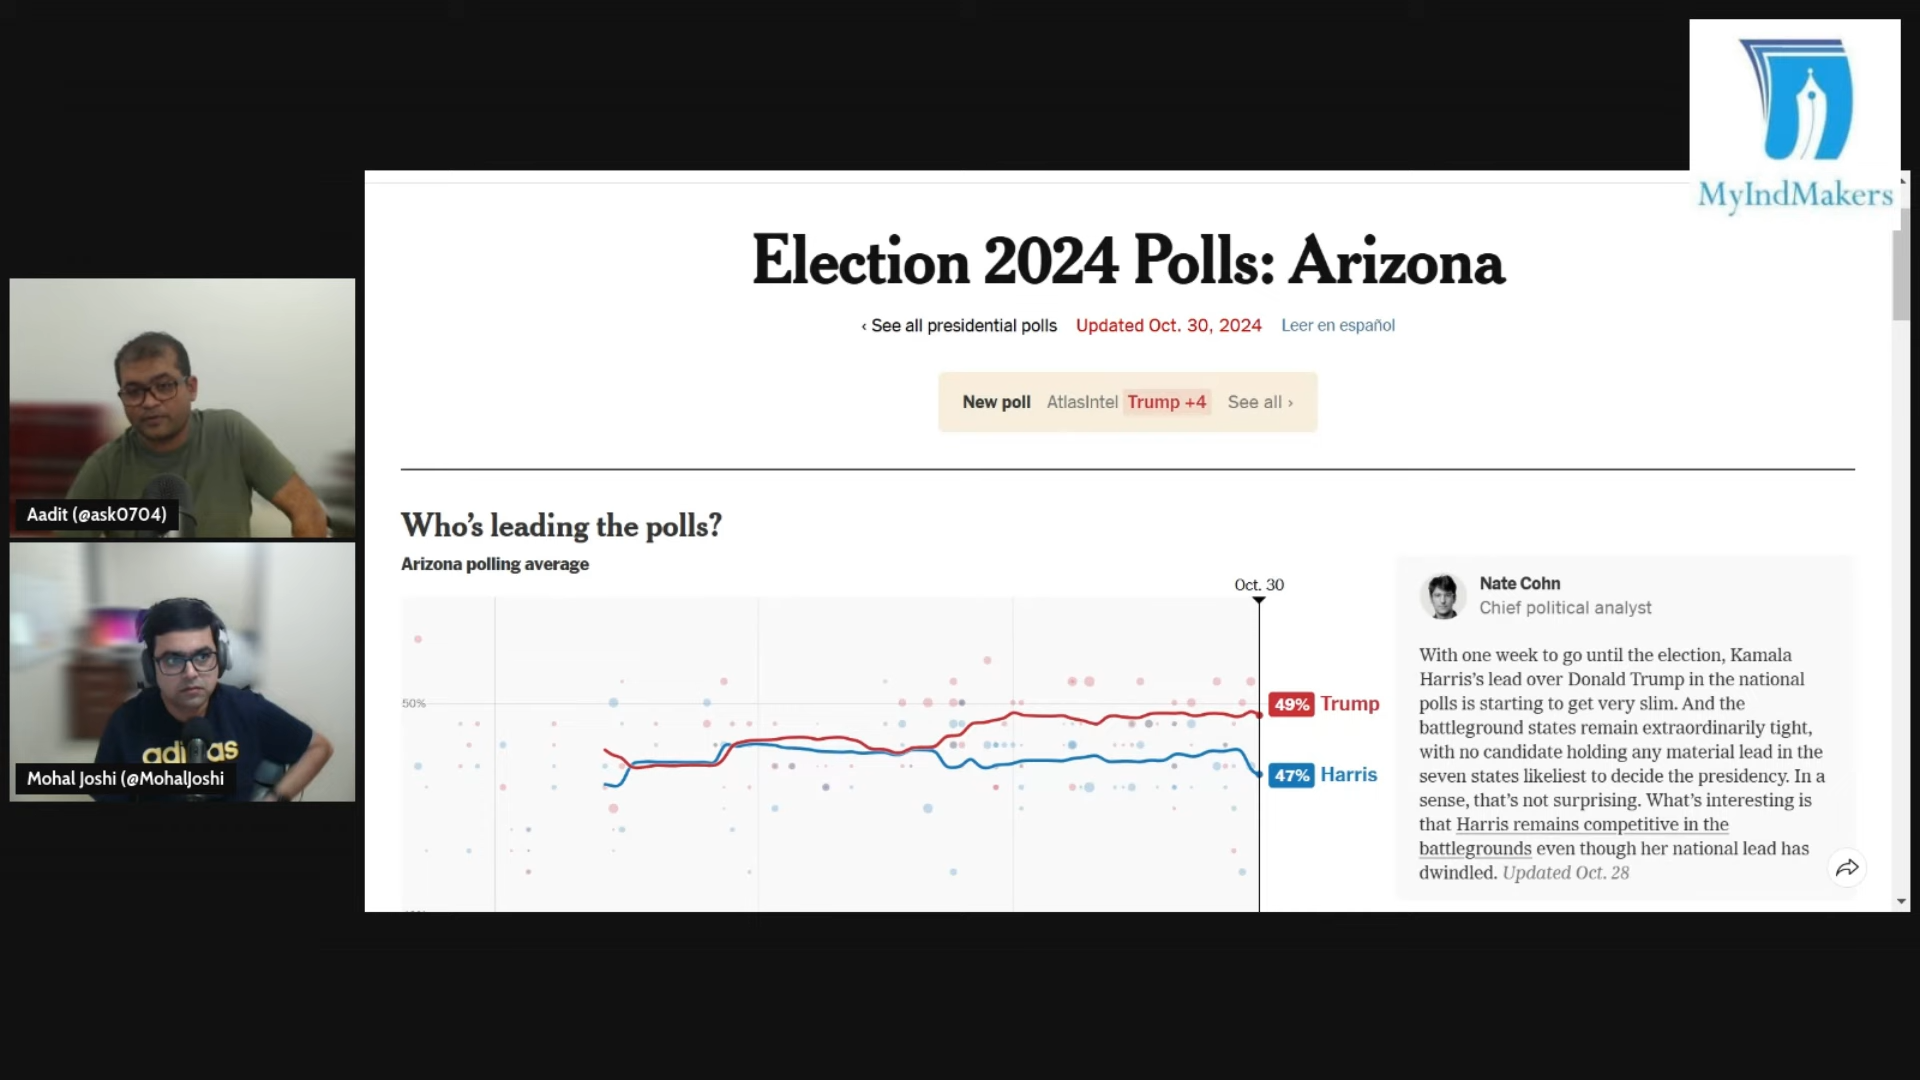 MyIndMakers
Election 2024 Polls: Arizona
‹ See all presidential polls Updated Oct. 30, 2024 Leer en español
New poll AtlasIntel Trump +4 See all ›
Who's leading the polls?
Arizona polling average
Oct. 30
50%
49% Trump
47% Harris
Nate Cohn
Chief political analyst
With one week to go until the election, Kamala
Harris's lead over Donald Trump in the national
polls is starting to get very slim. And the
battleground states remain extraordinarily tight,
with no candidate holding any material lead in the
seven states likeliest to decide the presidency. In a
sense, that's not surprising. What's interesting is
that Harris remains competitive in the
battlegrounds even though her national lead has
dwindled. Updated Oct. 28
Aadit (@ask0704)
adidas
Mohal Joshi (@MohalJoshi